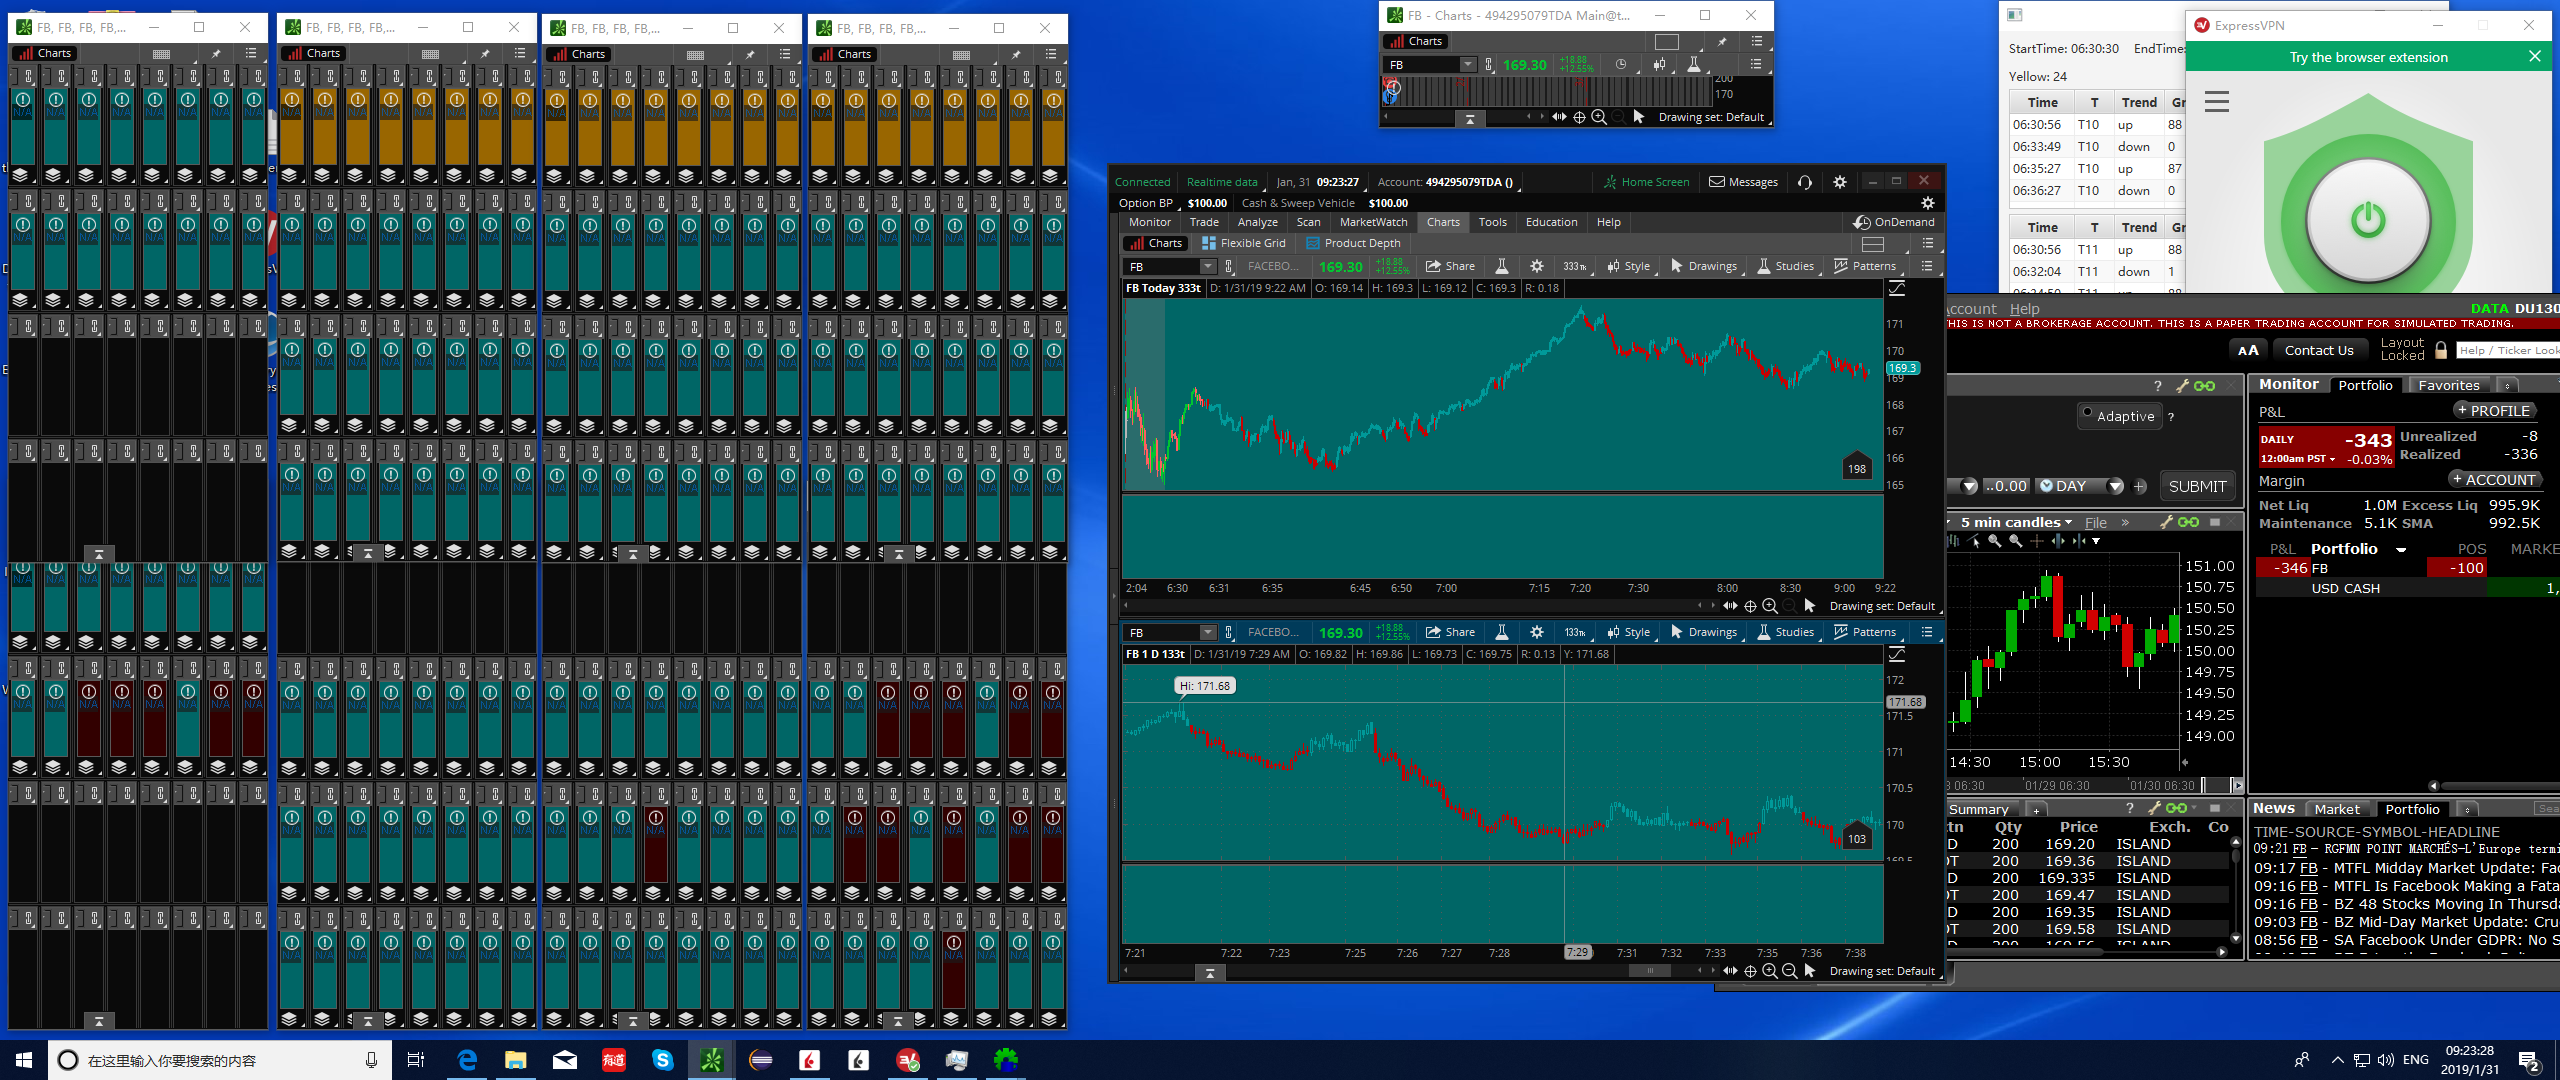 FB, FB, FB, FB,...
Charts
FB, FB, FB, FB,...
Charts
FB, FB, FB, FB,...
Charts
FB, FB, FB, FB,...
Charts
N/A N/A N/A N/A N/A N/A N/A N/A
FB - Charts - 494295079TDA Main@t...
Charts
FB 169.30 +18.88 +12.55%
200
170
Drawing set: Default
Connected Realtime data Jan, 31 09:23:27 Account: 494295079TDA () Home Screen Messages
Option BP $100.00 Cash & Sweep Vehicle $100.00
Monitor Trade Analyze Scan MarketWatch Charts Tools Education Help OnDemand
Charts Flexible Grid Product Depth
FB FACEBO... 169.30 +18.88 +12.55% Share 333Tk Style Drawings Studies Patterns
FB Today 333t D: 1/31/19 9:22 AM O: 169.14 H: 169.3 L: 169.12 C: 169.3 R: 0.18
171
170
169.3
169
168
167
166
165
198
2:04 6:30 6:31 6:35 6:45 6:50 7:00 7:15 7:20 8:00 8:30 9:00 9:22
Drawing set: Default
FB FACEBO... 169.30 +18.88 +12.55% Share 133Tk Style Drawings Studies Patterns
FB 1 D 133t D: 1/31/19 7:29 AM O: 169.82 H: 169.86 L: 169.73 C: 169.75 R: 0.13 Y: 171.68
Hi: 171.68
172
171.68
171.5
171
170.5
170
169.5
103
7:21 7:22 7:23 7:25 7:26 7:27 7:28 7:29 7:31 7:32 7:33 7:35 7:36 7:38
Drawing set: Default
StartTime: 06:30:30 EndTime:
Yellow: 24
Time T Trend Gr
06:30:56 T10 up 88
06:33:49 T10 down 0
06:35:27 T10 up 87
06:36:27 T10 down 0
Time T Trend Gr
06:30:56 T11 up 88
06:32:04 T11 down 1
ExpressVPN
Try the browser extension
Account Help DATA DU130
THIS IS NOT A BROKERAGE ACCOUNT. THIS IS A PAPER TRADING ACCOUNT FOR SIMULATED TRADING.
AA Contact Us Layout Locked Help / Ticker Look
Adaptive ?
..0.00 DAY + SUBMIT
5 min candles File »
151.00
150.75
150.50
150.25
150.00
149.75
149.50
149.25
149.00
14:30 15:00 15:30
06:30 01/29 06:30 01/30 06:30
Monitor Portfolio Favorites
P&L + PROFILE
DAILY -343 Unrealized -8
12:00am PST -0.03% Realized -336
Margin + ACCOUNT
Net Liq 1.0M Excess Liq 995.9K
Maintenance 5.1K SMA 992.5K
P&L Portfolio POS MARKE
-346 FB -100
USD CASH 1,
Summary +
Qty Price Exch. Co
200 169.20 ISLAND
200 169.36 ISLAND
200 169.335 ISLAND
200 169.47 ISLAND
200 169.35 ISLAND
200 169.58 ISLAND
200 169.56 ISLAND
News Market Portfolio
TIME-SOURCE-SYMBOL-HEADLINE
09:21 FB - RGFMN POINT MARCHÉS-L'Europe termi
09:17 FB - MTFL Midday Market Update: Fac
09:16 FB - MTFL Is Facebook Making a Fata
09:16 FB - BZ 48 Stocks Moving In Thursda
09:03 FB - BZ Mid-Day Market Update: Cru
08:56 FB - SA Facebook Under GDPR: No S
在这里输入你要搜索的内容
有道
ENG
09:23:28
2019/1/31
2